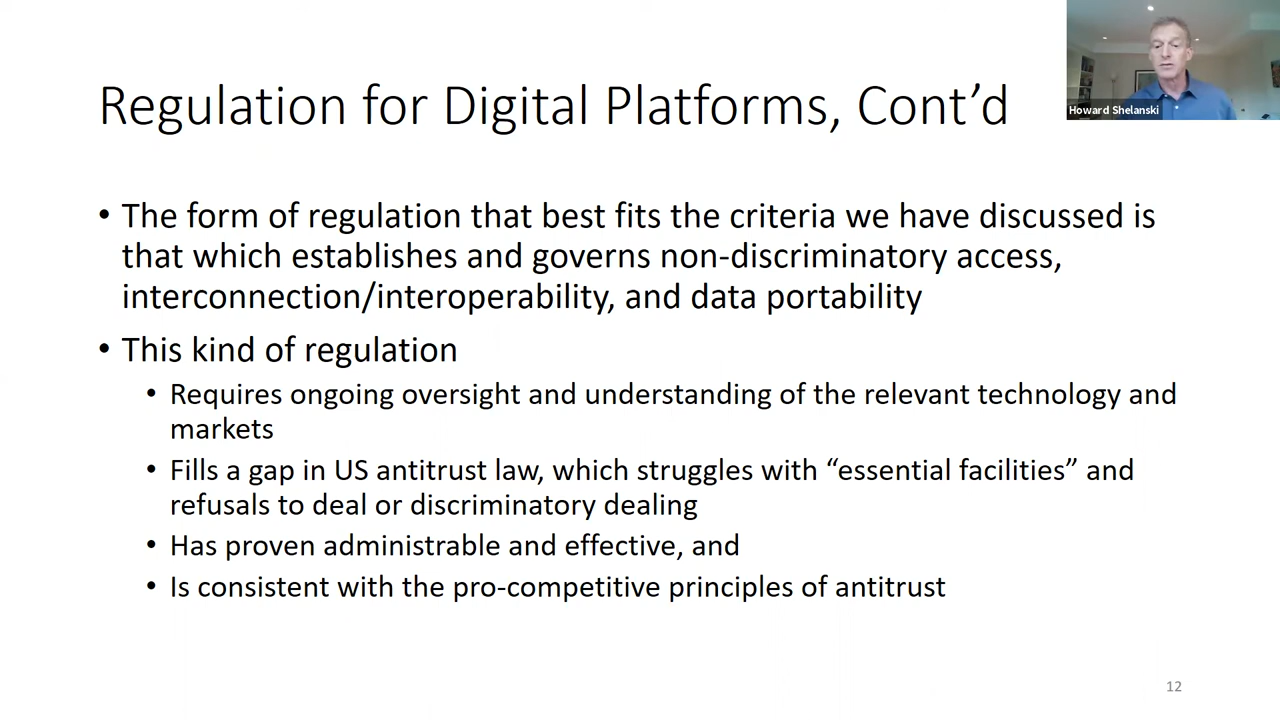 Regulation for Digital Platforms, Cont’d
Howard Shelanski
• The form of regulation that best fits the criteria we have discussed is
that which establishes and governs non-discriminatory access,
interconnection/interoperability, and data portability
• This kind of regulation
• Requires ongoing oversight and understanding of the relevant technology and
markets
• Fills a gap in US antitrust law, which struggles with “essential facilities” and
refusals to deal or discriminatory dealing
• Has proven administrable and effective, and
• Is consistent with the pro-competitive principles of antitrust
12